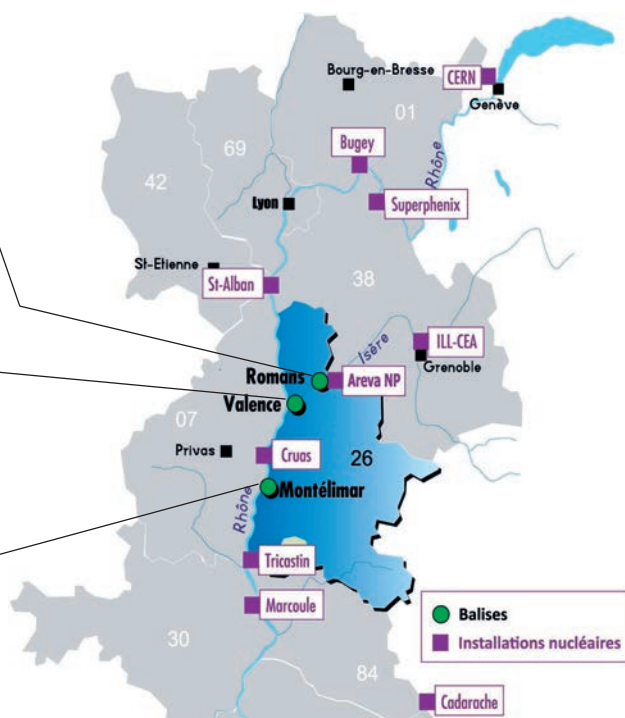 Bourg-en-Bresse
CERN
Genève
01
69
Bugey
42
Rhône
Lyon
Superphenix
St-Etienne
38
St-Alban
Isère
ILL-CEA
Grenoble
Romans
Areva NP
Valence
07
Privas
Cruas
26
Montélimar
Rhône
Tricastin
Marcoule
Balises
Installations nucléaires
30
84
Cadarache